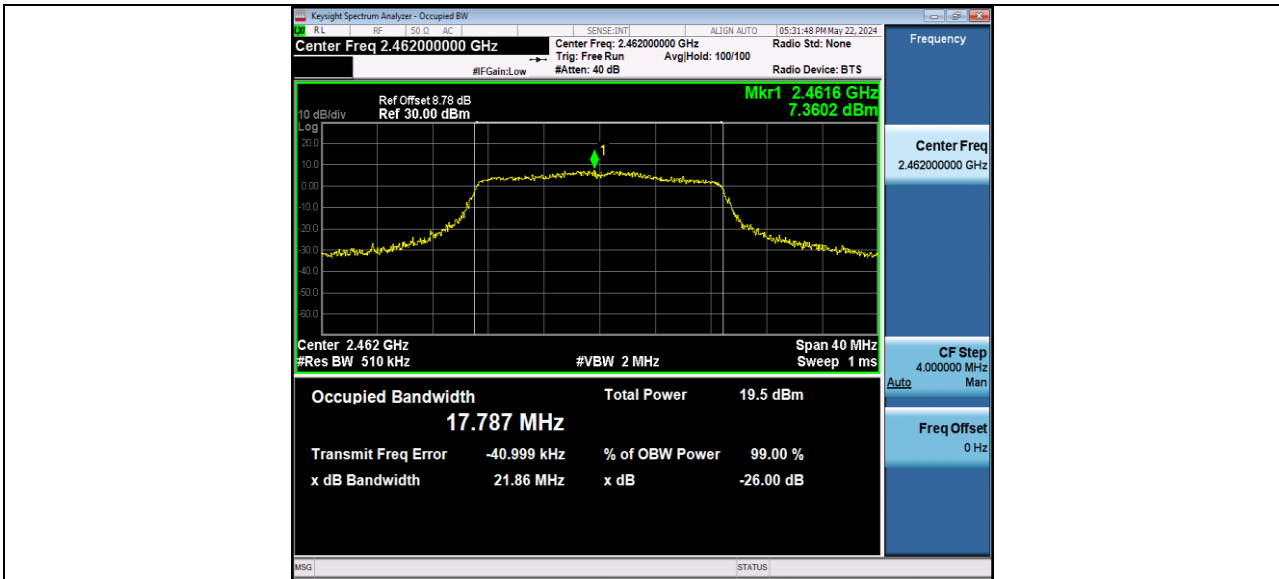 Keysight Spectrum Analyzer - Occupied BW
RL RF 50 Ω AC SENSE:INT ALIGN AUTO 05:31:48 PM May 22, 2024
Center Freq 2.462000000 GHz
Center Freq: 2.462000000 GHz Radio Std: None
Trig: Free Run Avg|Hold: 100/100
#IFGain:Low #Atten: 40 dB Radio Device: BTS
Frequency
Mkr1 2.4616 GHz
7.3602 dBm
Ref Offset 8.78 dB
10 dB/div Ref 30.00 dBm
Log
20.0
10.0
0.00
-10.0
-20.0
-30.0
-40.0
-50.0
-60.0
1
Center 2.462 GHz Span 40 MHz
#Res BW 510 kHz #VBW 2 MHz Sweep 1 ms
Occupied Bandwidth Total Power 19.5 dBm
17.787 MHz
Transmit Freq Error -40.999 kHz % of OBW Power 99.00 %
x dB Bandwidth 21.86 MHz x dB -26.00 dB
Center Freq
2.462000000 GHz
CF Step
4.000000 MHz
Auto Man
Freq Offset
0 Hz
MSG STATUS